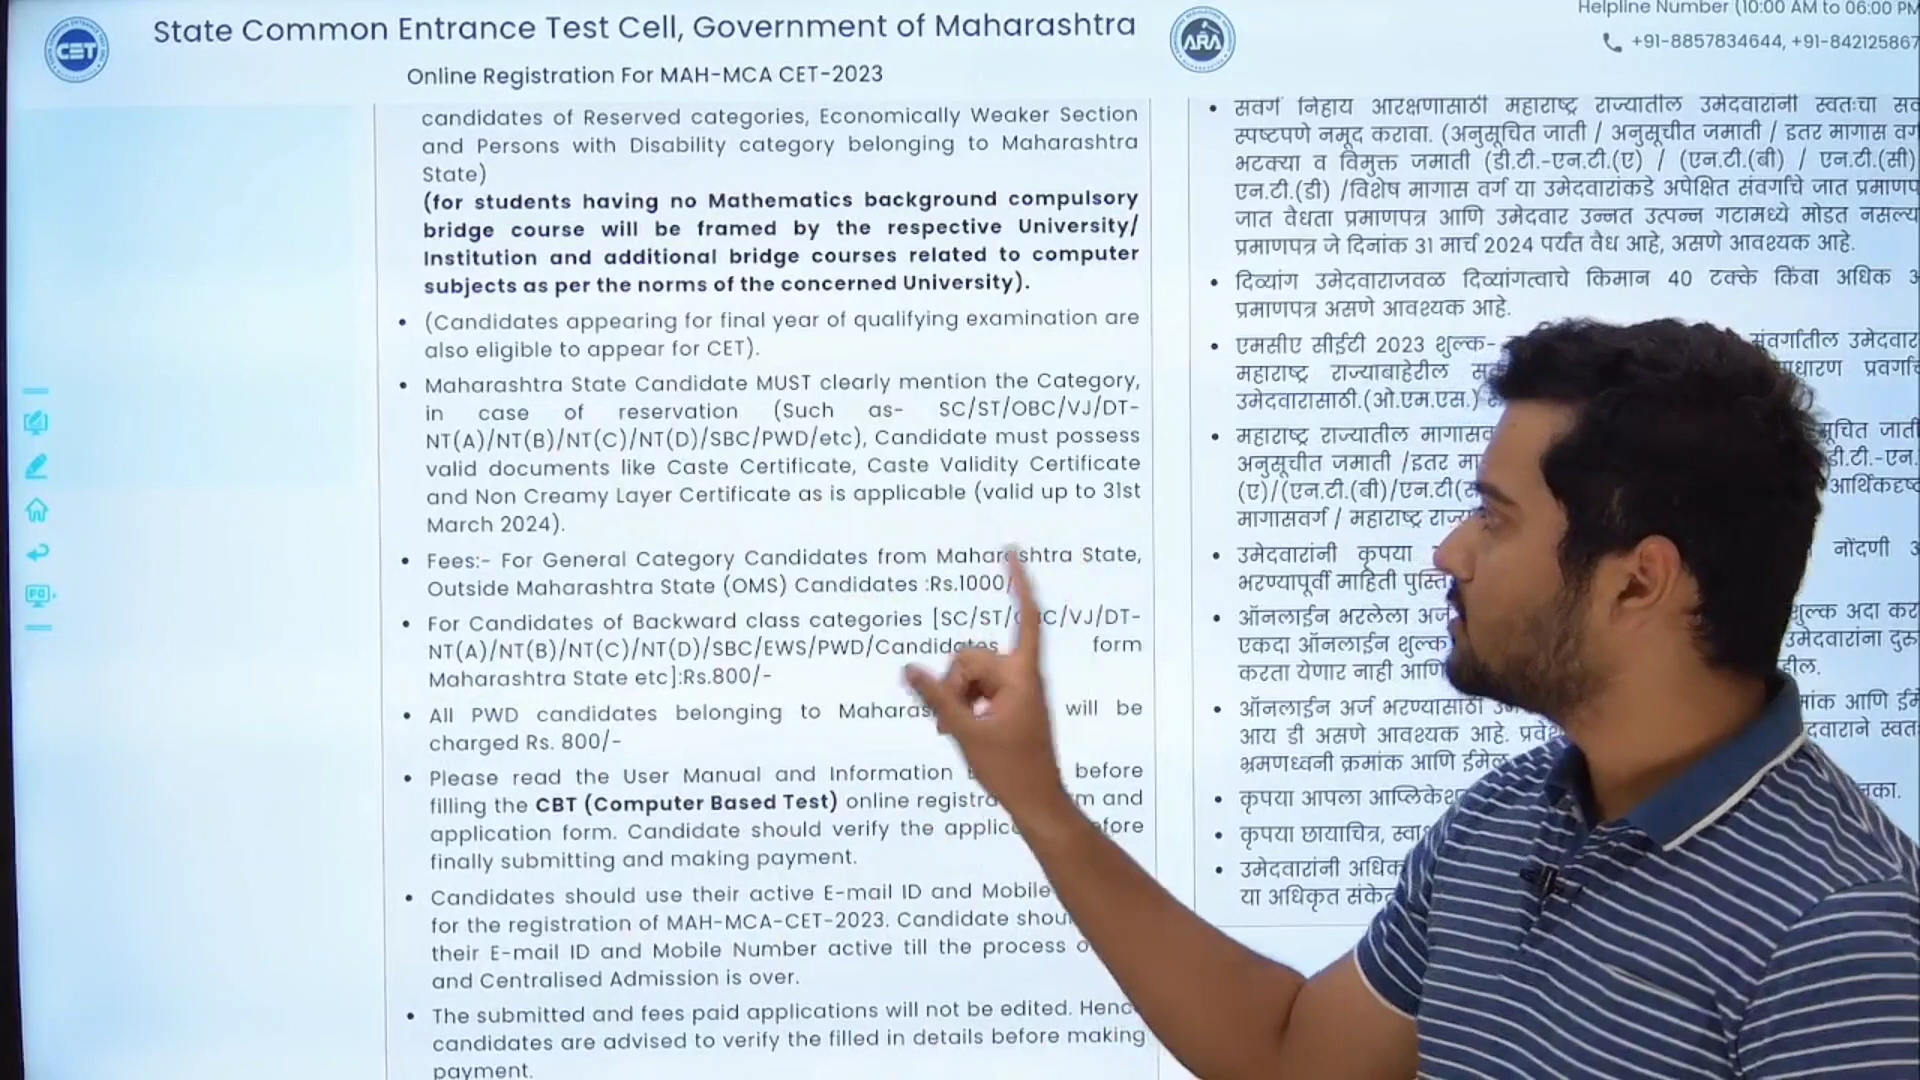 CET
State Common Entrance Test Cell, Government of Maharashtra
Online Registration For MAH-MCA CET-2023
ARA
Helpline Number (10:00 AM to 06:00 PM
+91-8857834644, +91-842125867
candidates of Reserved categories, Economically Weaker Section
and Persons with Disability category belonging to Maharashtra
State)
(for students having no Mathematics background compulsory
bridge course will be framed by the respective University/
Institution and additional bridge courses related to computer
subjects as per the norms of the concerned University).
• (Candidates appearing for final year of qualifying examination are
also eligible to appear for CET).
• Maharashtra State Candidate MUST clearly mention the Category,
in case of reservation (Such as- SC/ST/OBC/VJ/DT-
NT(A)/NT(B)/NT(C)/NT(D)/SBC/PWD/etc), Candidate must possess
valid documents like Caste Certificate, Caste Validity Certificate
and Non Creamy Layer Certificate as is applicable (valid up to 31st
March 2024).
• Fees:- For General Category Candidates from Maharashtra State,
Outside Maharashtra State (OMS) Candidates :Rs.1000/
• For Candidates of Backward class categories [SC/ST/OBC/VJ/DT-
NT(A)/NT(B)/NT(C)/NT(D)/SBC/EWS/PWD/Candidates form
Maharashtra State etc]:Rs.800/-
• All PWD candidates belonging to will be
charged Rs. 800/-
• Please read the User Manual and Information before
filling the CBT (Computer Based Test) online and
application form. Candidate should verify the
finally submitting and making payment.
• Candidates should use their active E-mail ID and Mobile
for the registration of MAH-MCA-CET-2023. Candidate
their E-mail ID and Mobile Number active till the process
and Centralised Admission is over.
• The submitted and fees paid applications will not be edited.
candidates are advised to verify the filled in details before making
payment.
• संवर्ग निहाय आरक्षणासाठी महाराष्ट्र राज्यातील उमेदवारांनी स्वतःचा
स्पष्टपणे नमूद करावा. (अनुसूचित जाती / अनुसूचीत जमाती / इतर मागास वर्ग
भटक्या व विमुक्त जमाती (डी.टी.-एन.टी.(ए) / (एन.टी.(बी) / एन.टी.(सी)
एन.टी.(डी) /विशेष मागास वर्ग या उमेदवारांकडे अपेक्षित संवर्गाचे जात
जात वैधता प्रमाणपत्र आणि उमेदवार उन्नत उत्पन्न गटामध्ये मोडत
प्रमाणपत्र जे दिनांक 31 मार्च 2024 पर्यंत वैध आहे, असणे आवश्यक आहे.
• दिव्यांग उमेदवाराजवळ दिव्यांगत्वाचे किमान 40 टक्के किंवा अधिक
प्रमाणपत्र असणे आवश्यक आहे.
• एमसीए सीईटी 2023 शुल्क- संवर्गातील उमेदवार
महाराष्ट्र राज्याबाहेरील
उमेदवारासाठी.(ओ.एम.एस.)
• महाराष्ट्र राज्यातील
अनुसूचीत जमाती /इतर
(ए)/(एन.टी.(बी)/एन.टी
मागासवर्ग / महाराष्ट्र
• उमेदवारांनी कृपया नोंदणी
भरण्यापूर्वी माहिती
• ऑनलाईन भरलेला अर्ज शुल्क अदा
एकदा ऑनलाईन शुल्क उमेदवारांना
करता येणार नाही आणि
• ऑनलाईन अर्ज भरण्यासाठी आणि
आय डी असणे आवश्यक आहे.
भ्रमणध्वनी क्रमांक आणि ईमेल
• कृपया आपला
• कृपया छायाचित्र,
• उमेदवारांनी
या अधिकृत